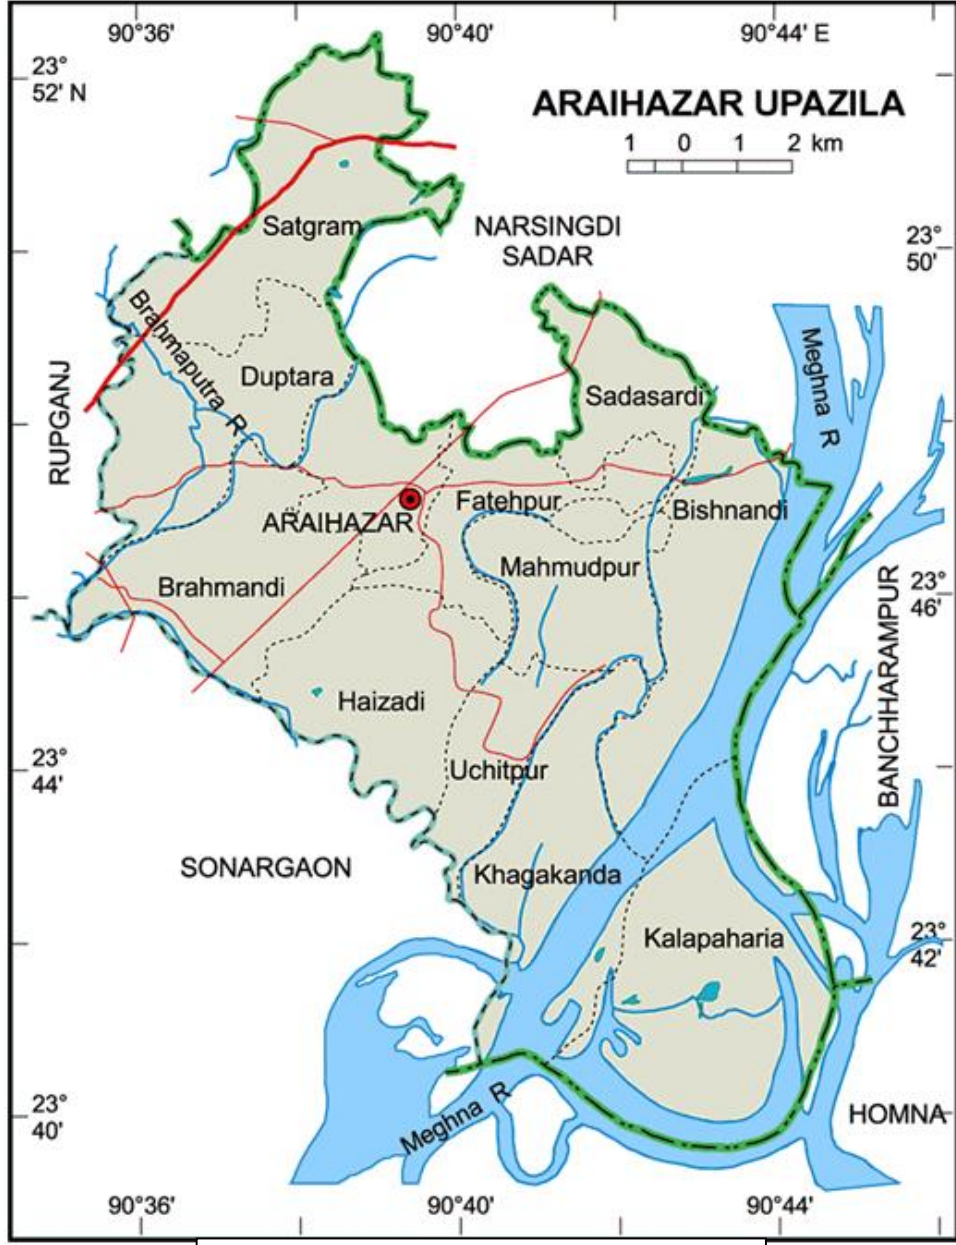 90°36' 90°40' 90°44' E
23°
52' N
ARAIHAZAR UPAZILA
1 0 1 2 km
Satgram
NARSINGDI
SADAR
23°
50'
Brahmaputra R
Meghna R
RUPGANJ
Duptara
Sadasardi
Fatehpur
Bishnandi
ARAIHAZAR
Mahmudpur
Brahmandi
23°
46'
BANCHHARAMPUR
Haizadi
23°
44'
Uchitpur
SONARGAON
Khagakanda
Kalapaharia
23°
42'
23°
40'
Meghna R
HOMNA
90°36' 90°40' 90°44'